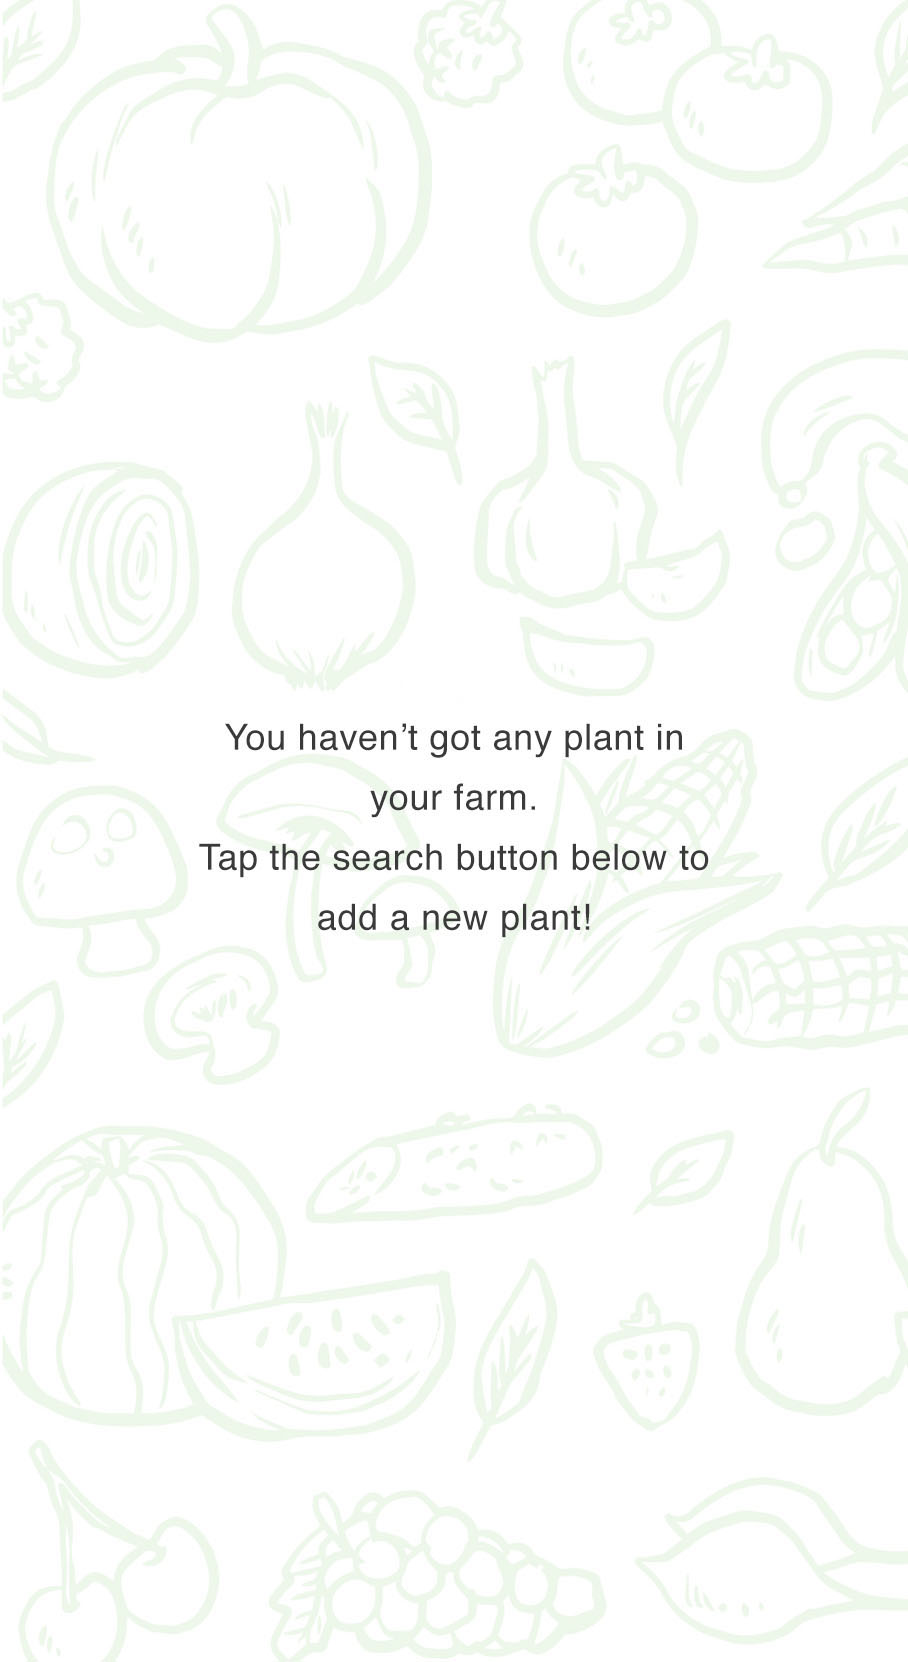 You haven’t got any plant in
your farm.
Tap the search button below to
add a new plant!